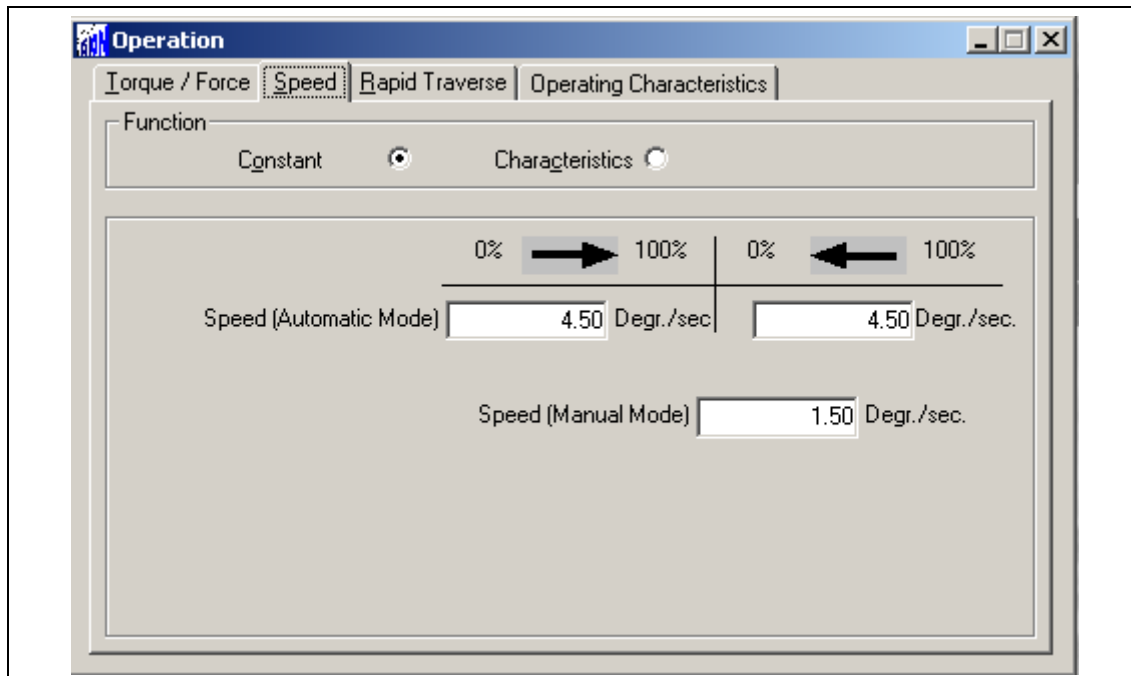 Operation
Torque / Force Speed Rapid Traverse Operating Characteristics
Function
Constant Characteristics
0% 100% 0% 100%
Speed (Automatic Mode) 4.50 Degr./sec 4.50 Degr./sec.
Speed (Manual Mode) 1.50 Degr./sec.